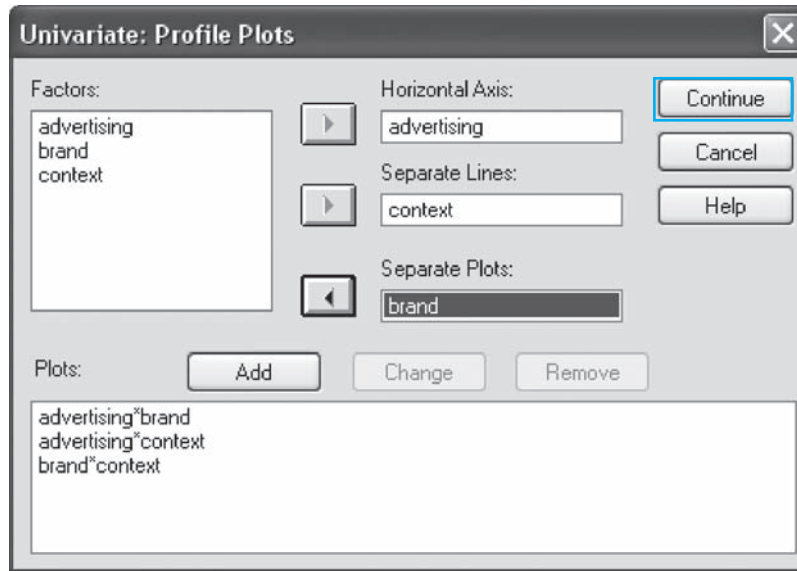 Univariate: Profile Plots
Factors:
advertising
brand
context
Horizontal Axis:
advertising
Separate Lines:
context
Separate Plots:
brand
Continue
Cancel
Help
Plots:
Add
Change
Remove
advertising*brand
advertising*context
brand*context